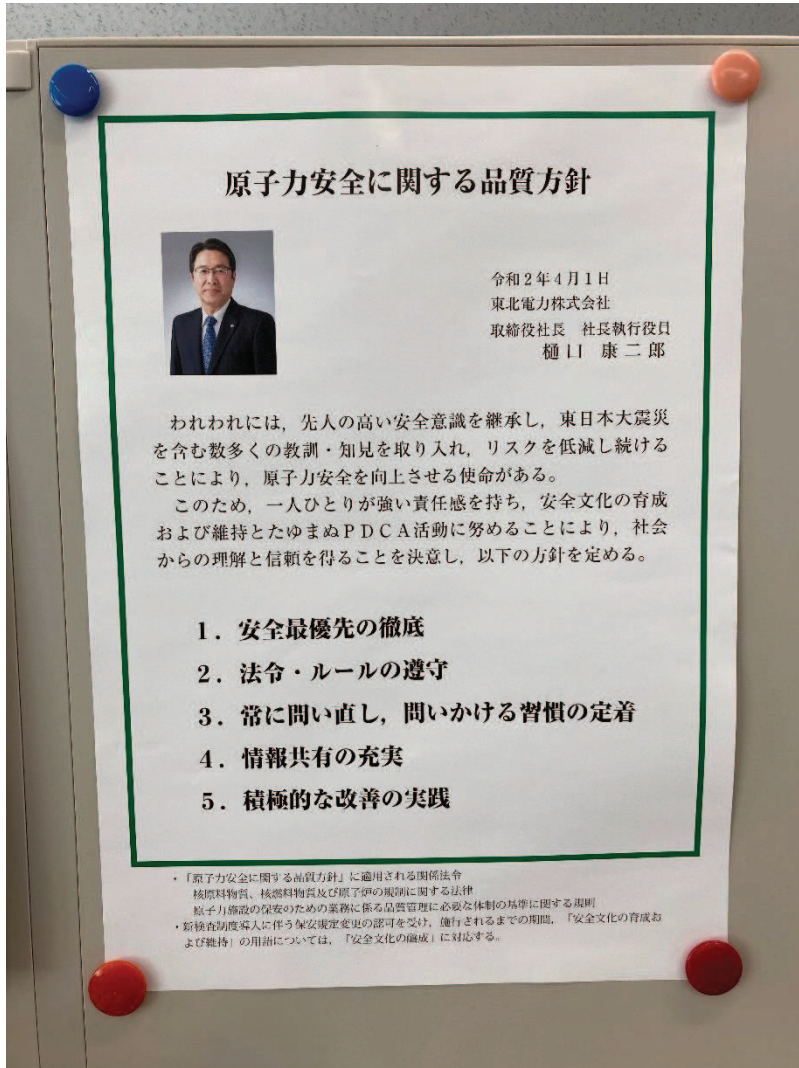 原子力安全に関する品質方針
令和2年4月1日
東北電力株式会社
取締役社長 社長執行役員
樋口 康二郎
われわれには，先人の高い安全意識を継承し，東日本大震災
を含む数多くの教訓・知見を取り入れ，リスクを低減し続ける
ことにより，原子力安全を向上させる使命がある。
このため，一人ひとりが強い責任感を持ち，安全文化の育成
および維持とたゆまぬＰＤＣＡ活動に努めることにより，社会
からの理解と信頼を得ることを決意し，以下の方針を定める。
１．安全最優先の徹底
２．法令・ルールの遵守
３．常に問い直し，問いかける習慣の定着
４．情報共有の充実
５．積極的な改善の実践
・「原子力安全に関する品質方針」に適用される関係法令
核原料物質、核燃料物質及び原子炉の規制に関する法律
原子力施設の保安のための業務に係る品質管理に必要な体制の基準に関する規則
・新検査制度導入に伴う保安規定変更の認可を受け，施行されるまでの期間，「安全文化の育成お
よび維持」の用語については，「安全文化の醸成」に対応する。